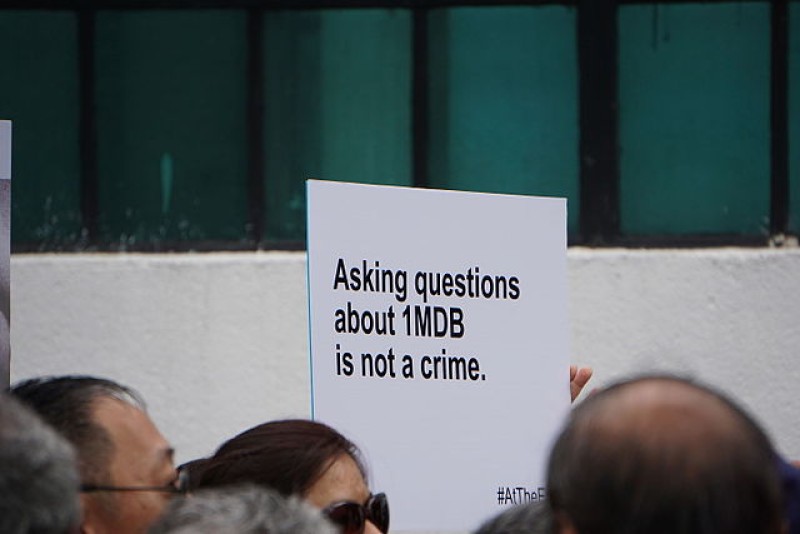 Asking questions
about 1MDB
is not a crime.